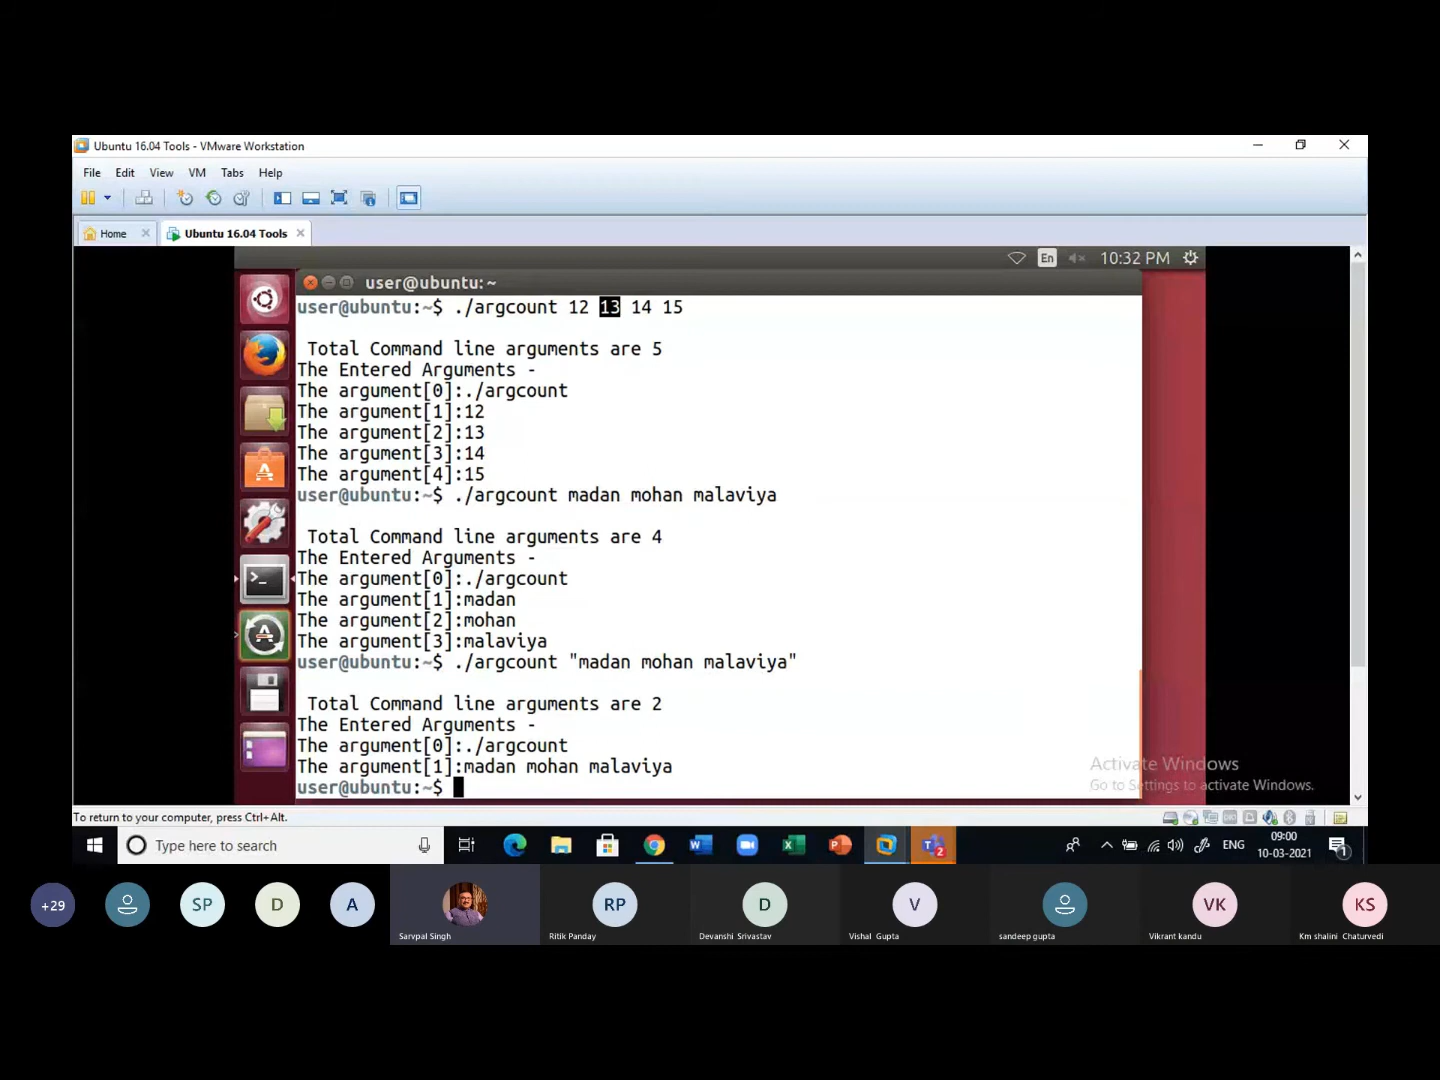 Ubuntu 16.04 Tools - VMware Workstation
File Edit View VM Tabs Help
Home Ubuntu 16.04 Tools
En 10:32 PM
user@ubuntu: ~
user@ubuntu:~$ ./argcount 12 13 14 15
Total Command line arguments are 5
The Entered Arguments -
The argument[0]:./argcount
The argument[1]:12
The argument[2]:13
The argument[3]:14
The argument[4]:15
user@ubuntu:~$ ./argcount madan mohan malaviya
Total Command line arguments are 4
The Entered Arguments -
The argument[0]:./argcount
The argument[1]:madan
The argument[2]:mohan
The argument[3]:malaviya
user@ubuntu:~$ ./argcount "madan mohan malaviya"
Total Command line arguments are 2
The Entered Arguments -
The argument[0]:./argcount
The argument[1]:madan mohan malaviya
user@ubuntu:~$
Activate Windows
Go to Settings to activate Windows.
To return to your computer, press Ctrl+Alt.
Type here to search
ENG
09:00
10-03-2021
+29 SP D A RP D V VK KS
Sarvpal Singh Ritik Panday Devanshi Srivastav Vishal Gupta sandeep gupta Vikrant kandu Km shalini Chaturvedi